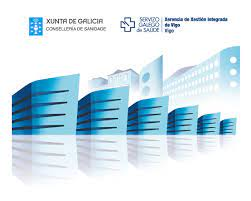 XUNTA DE GALICIA
CONSELLERÍA DE SANIDADE
SERVIZO
GALEGO
de SAÚDE
Xerencia de Xestión Integrada
de Vigo
Vigo